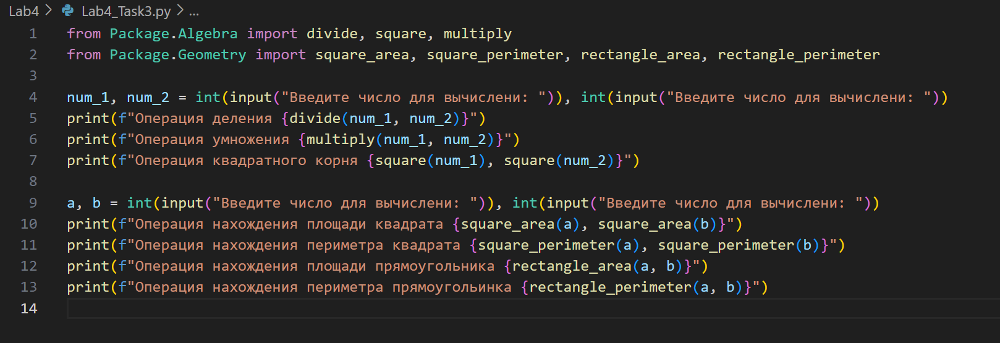 Lab4 > Lab4_Task3.py > ...
1 from Package.Algebra import divide, square, multiply
2 from Package.Geometry import square_area, square_perimeter, rectangle_area, rectangle_perimeter
3
4 num_1, num_2 = int(input("Введите число для вычислени: ")), int(input("Введите число для вычислени: "))
5 print(f"Операция деления {divide(num_1, num_2)}")
6 print(f"Операция умножения {multiply(num_1, num_2)}")
7 print(f"Операция квадратного корня {square(num_1), square(num_2)}")
8
9 a, b = int(input("Введите число для вычислени: ")), int(input("Введите число для вычислени: "))
10 print(f"Операция нахождения площади квадрата {square_area(a), square_area(b)}")
11 print(f"Операция нахождения периметра квадрата {square_perimeter(a), square_perimeter(b)}")
12 print(f"Операция нахождения площади прямоугольника {rectangle_area(a, b)}")
13 print(f"Операция нахождения периметра прямоугольинка {rectangle_perimeter(a, b)}")
14